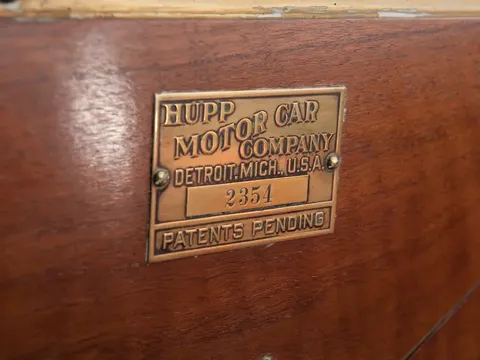 HUPP
MOTOR CAR
COMPANY
DETROIT, MICH., U.S.A.
2354
PATENTS PENDING